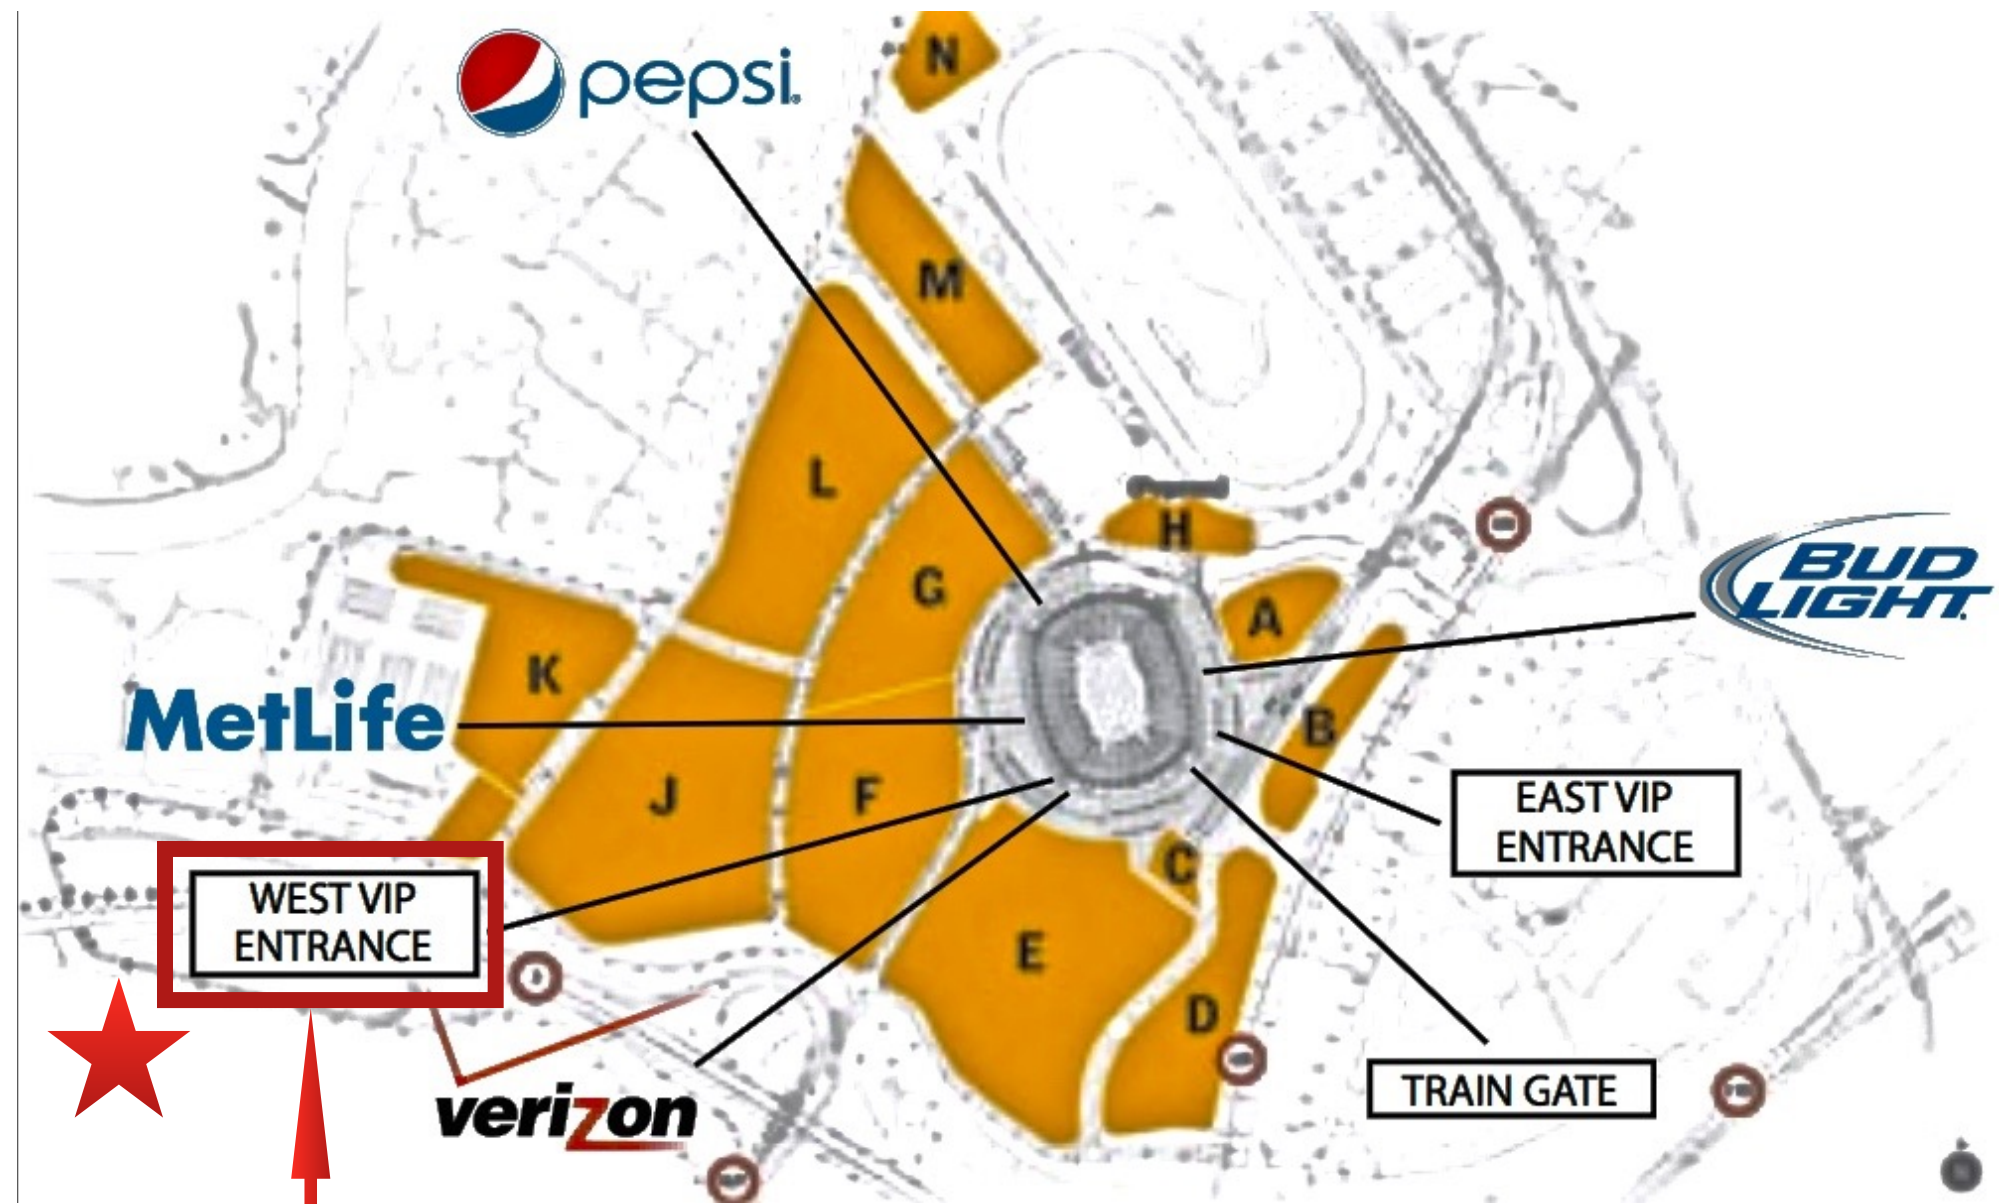 N
pepsi
M
L
H
G
A
BUD
LIGHT
K
MetLife
B
J
F
EAST VIP
ENTRANCE
C
WEST VIP
ENTRANCE
E
D
TRAIN GATE
verizon